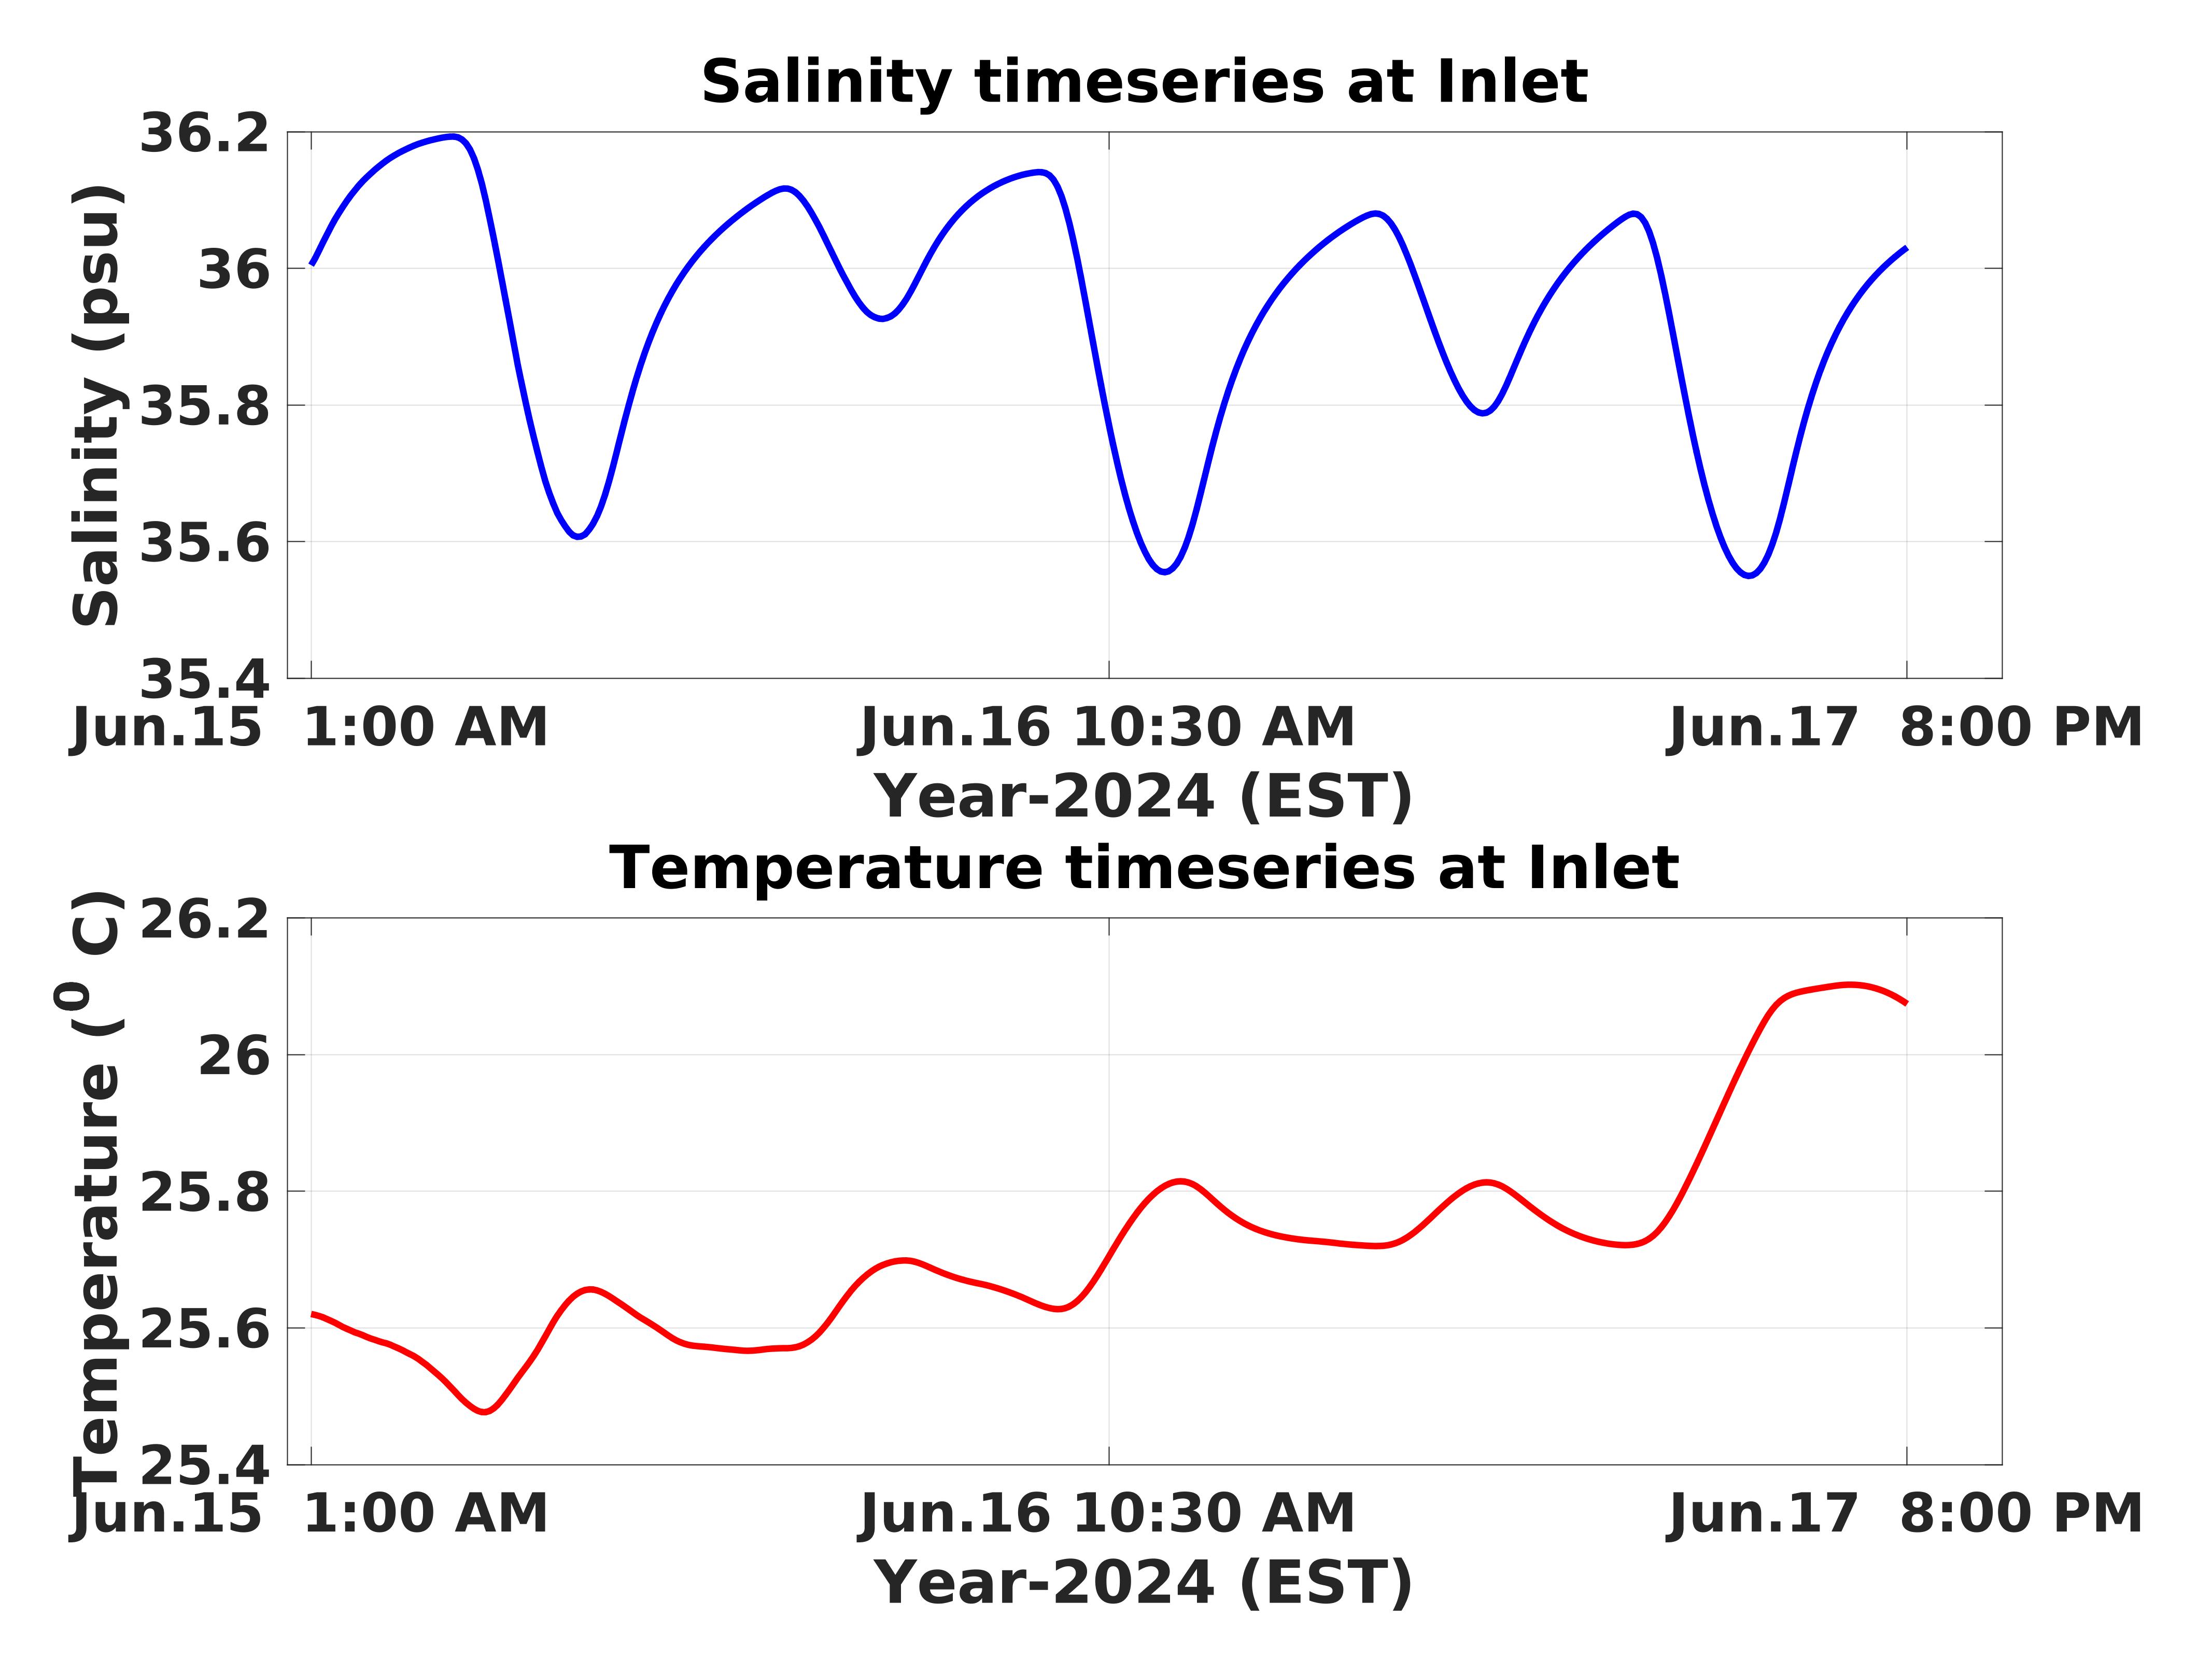 Salinity timeseries at Inlet
Salinity (psu)
36.2
36
35.8
35.6
35.4
Jun.15 1:00 AM
Jun.16 10:30 AM
Jun.17 8:00 PM
Year-2024 (EST)
Temperature timeseries at Inlet
Temperature (⁰ C)
26.2
26
25.8
25.6
25.4
Jun.15 1:00 AM
Jun.16 10:30 AM
Jun.17 8:00 PM
Year-2024 (EST)